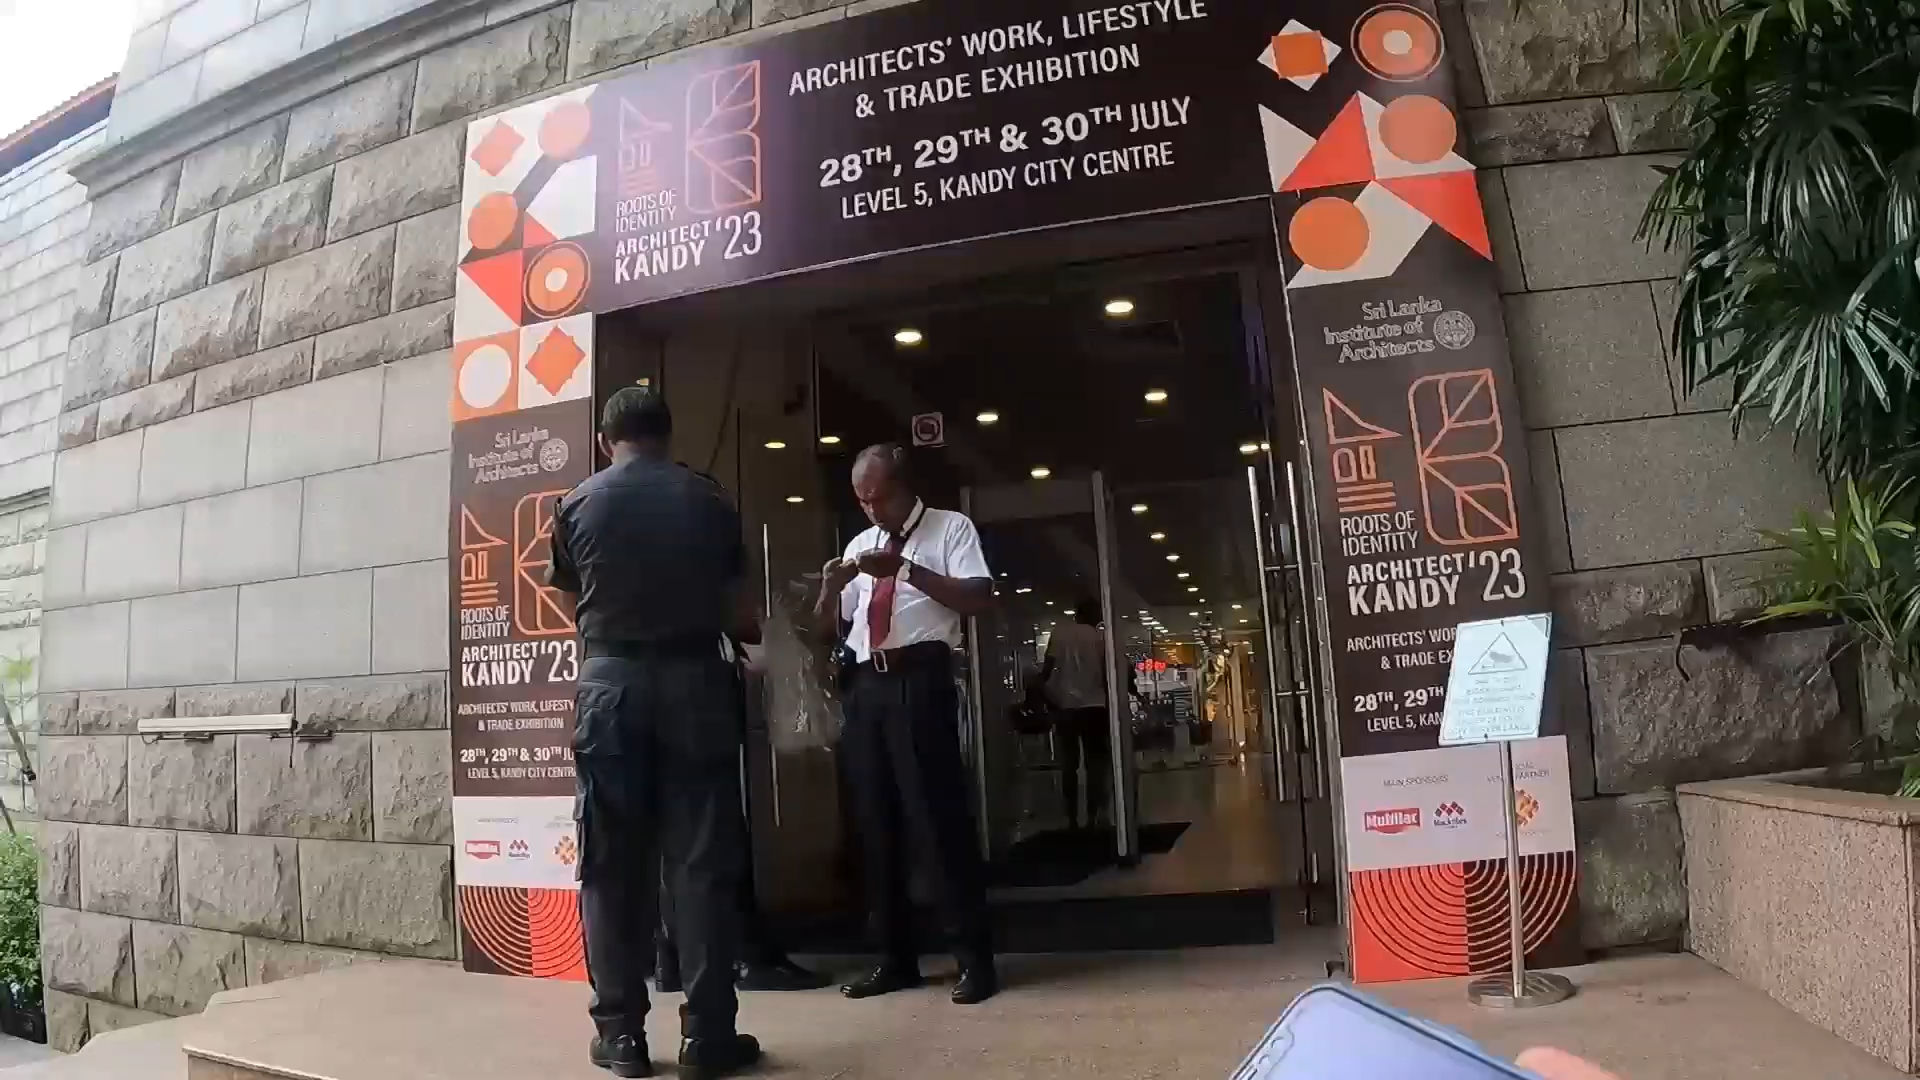 ARCHITECTS' WORK, LIFESTYLE
& TRADE EXHIBITION
28TH, 29TH & 30TH JULY
LEVEL 5, KANDY CITY CENTRE
ROOTS OF
IDENTITY
ARCHITECT
KANDY '23
Sri Lanka
Institute of
Architects
ROOTS OF
IDENTITY
ARCHITECT
KANDY '23
ARCHITECTS' WORK, LIFESTY
& TRADE EXHIBITION
28TH, 29TH & 30TH JU
LEVEL 5, KANDY CITY CENTR
Multilac
Sri Lanka
Institute of
Architects
ROOTS OF
IDENTITY
ARCHITECT
KANDY '23
ARCHITECTS' WOR
& TRADE EX
28TH, 29TH
LEVEL 5, KAN
MAIN SPONSORS
PARTNER
Multilac